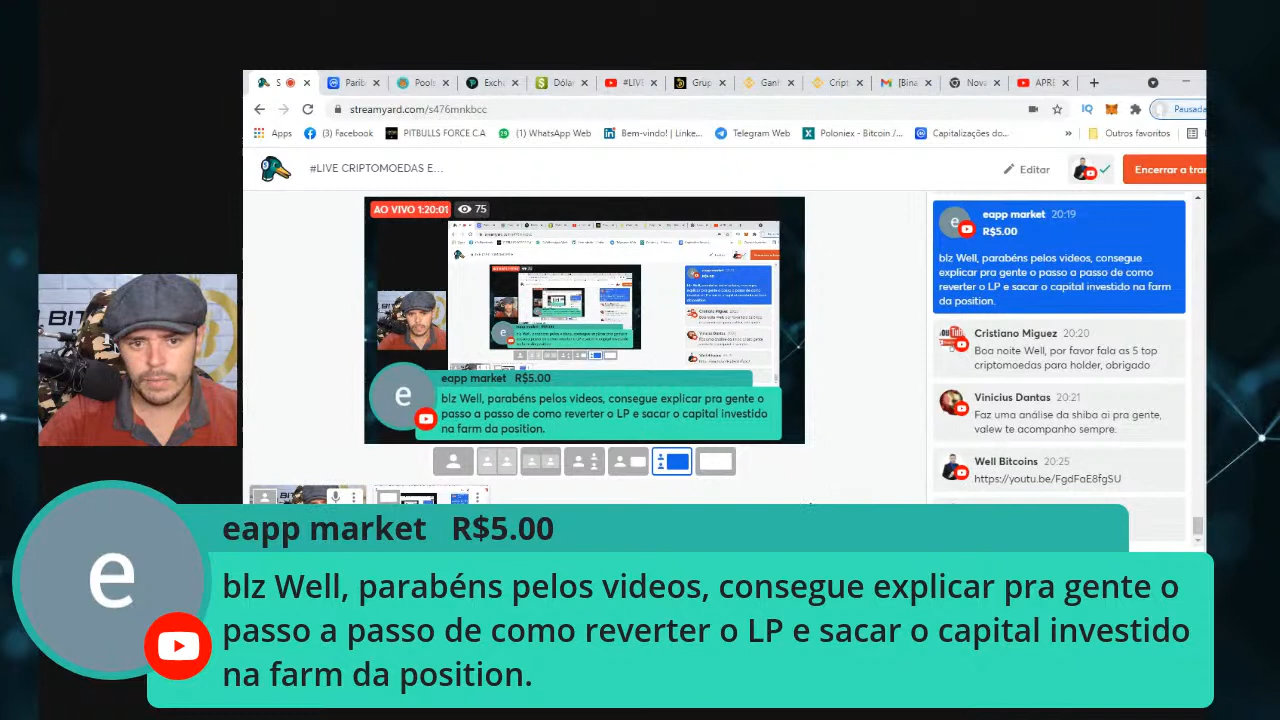 S
Parib
Pools
Exch
Dólar
#LIVE
Grup
Ganh
Cript
[Bina
Nova
APRE
streamyard.com/s476mnkbcc
Pausada
Apps
(3) Facebook
PITBULLS FORCE C.A
(1) WhatsApp Web
Bem-vindo! | Linke...
Telegram Web
Poloniex - Bitcoin /...
Capitalizações do...
»
Outros favoritos
#LIVE CRIPTOMOEDAS E...
Editar
Encerrar a tran
AO VIVO 1:20:01
75
eapp market R$5.00
blz Well, parabéns pelos videos, consegue explicar pra gente o
passo a passo de como reverter o LP e sacar o capital investido
na farm da position.
eapp market 20:19
R$5.00
blz Well, parabéns pelos videos, consegue
explicar pra gente o passo a passo de como
reverter o LP e sacar o capital investido na farm
da position.
Cristiano Miguez 20:20
Boa noite Well, por favor fala as 5 top
criptomoedas para holder, obrigado
Vinicius Dantas 20:21
Faz uma análise da shiba ai pra gente,
valew te acompanho sempre.
Well Bitcoins 20:25
https://youtu.be/FgdFaE8fgSU
eapp market R$5.00
blz Well, parabéns pelos videos, consegue explicar pra gente o
passo a passo de como reverter o LP e sacar o capital investido
na farm da position.